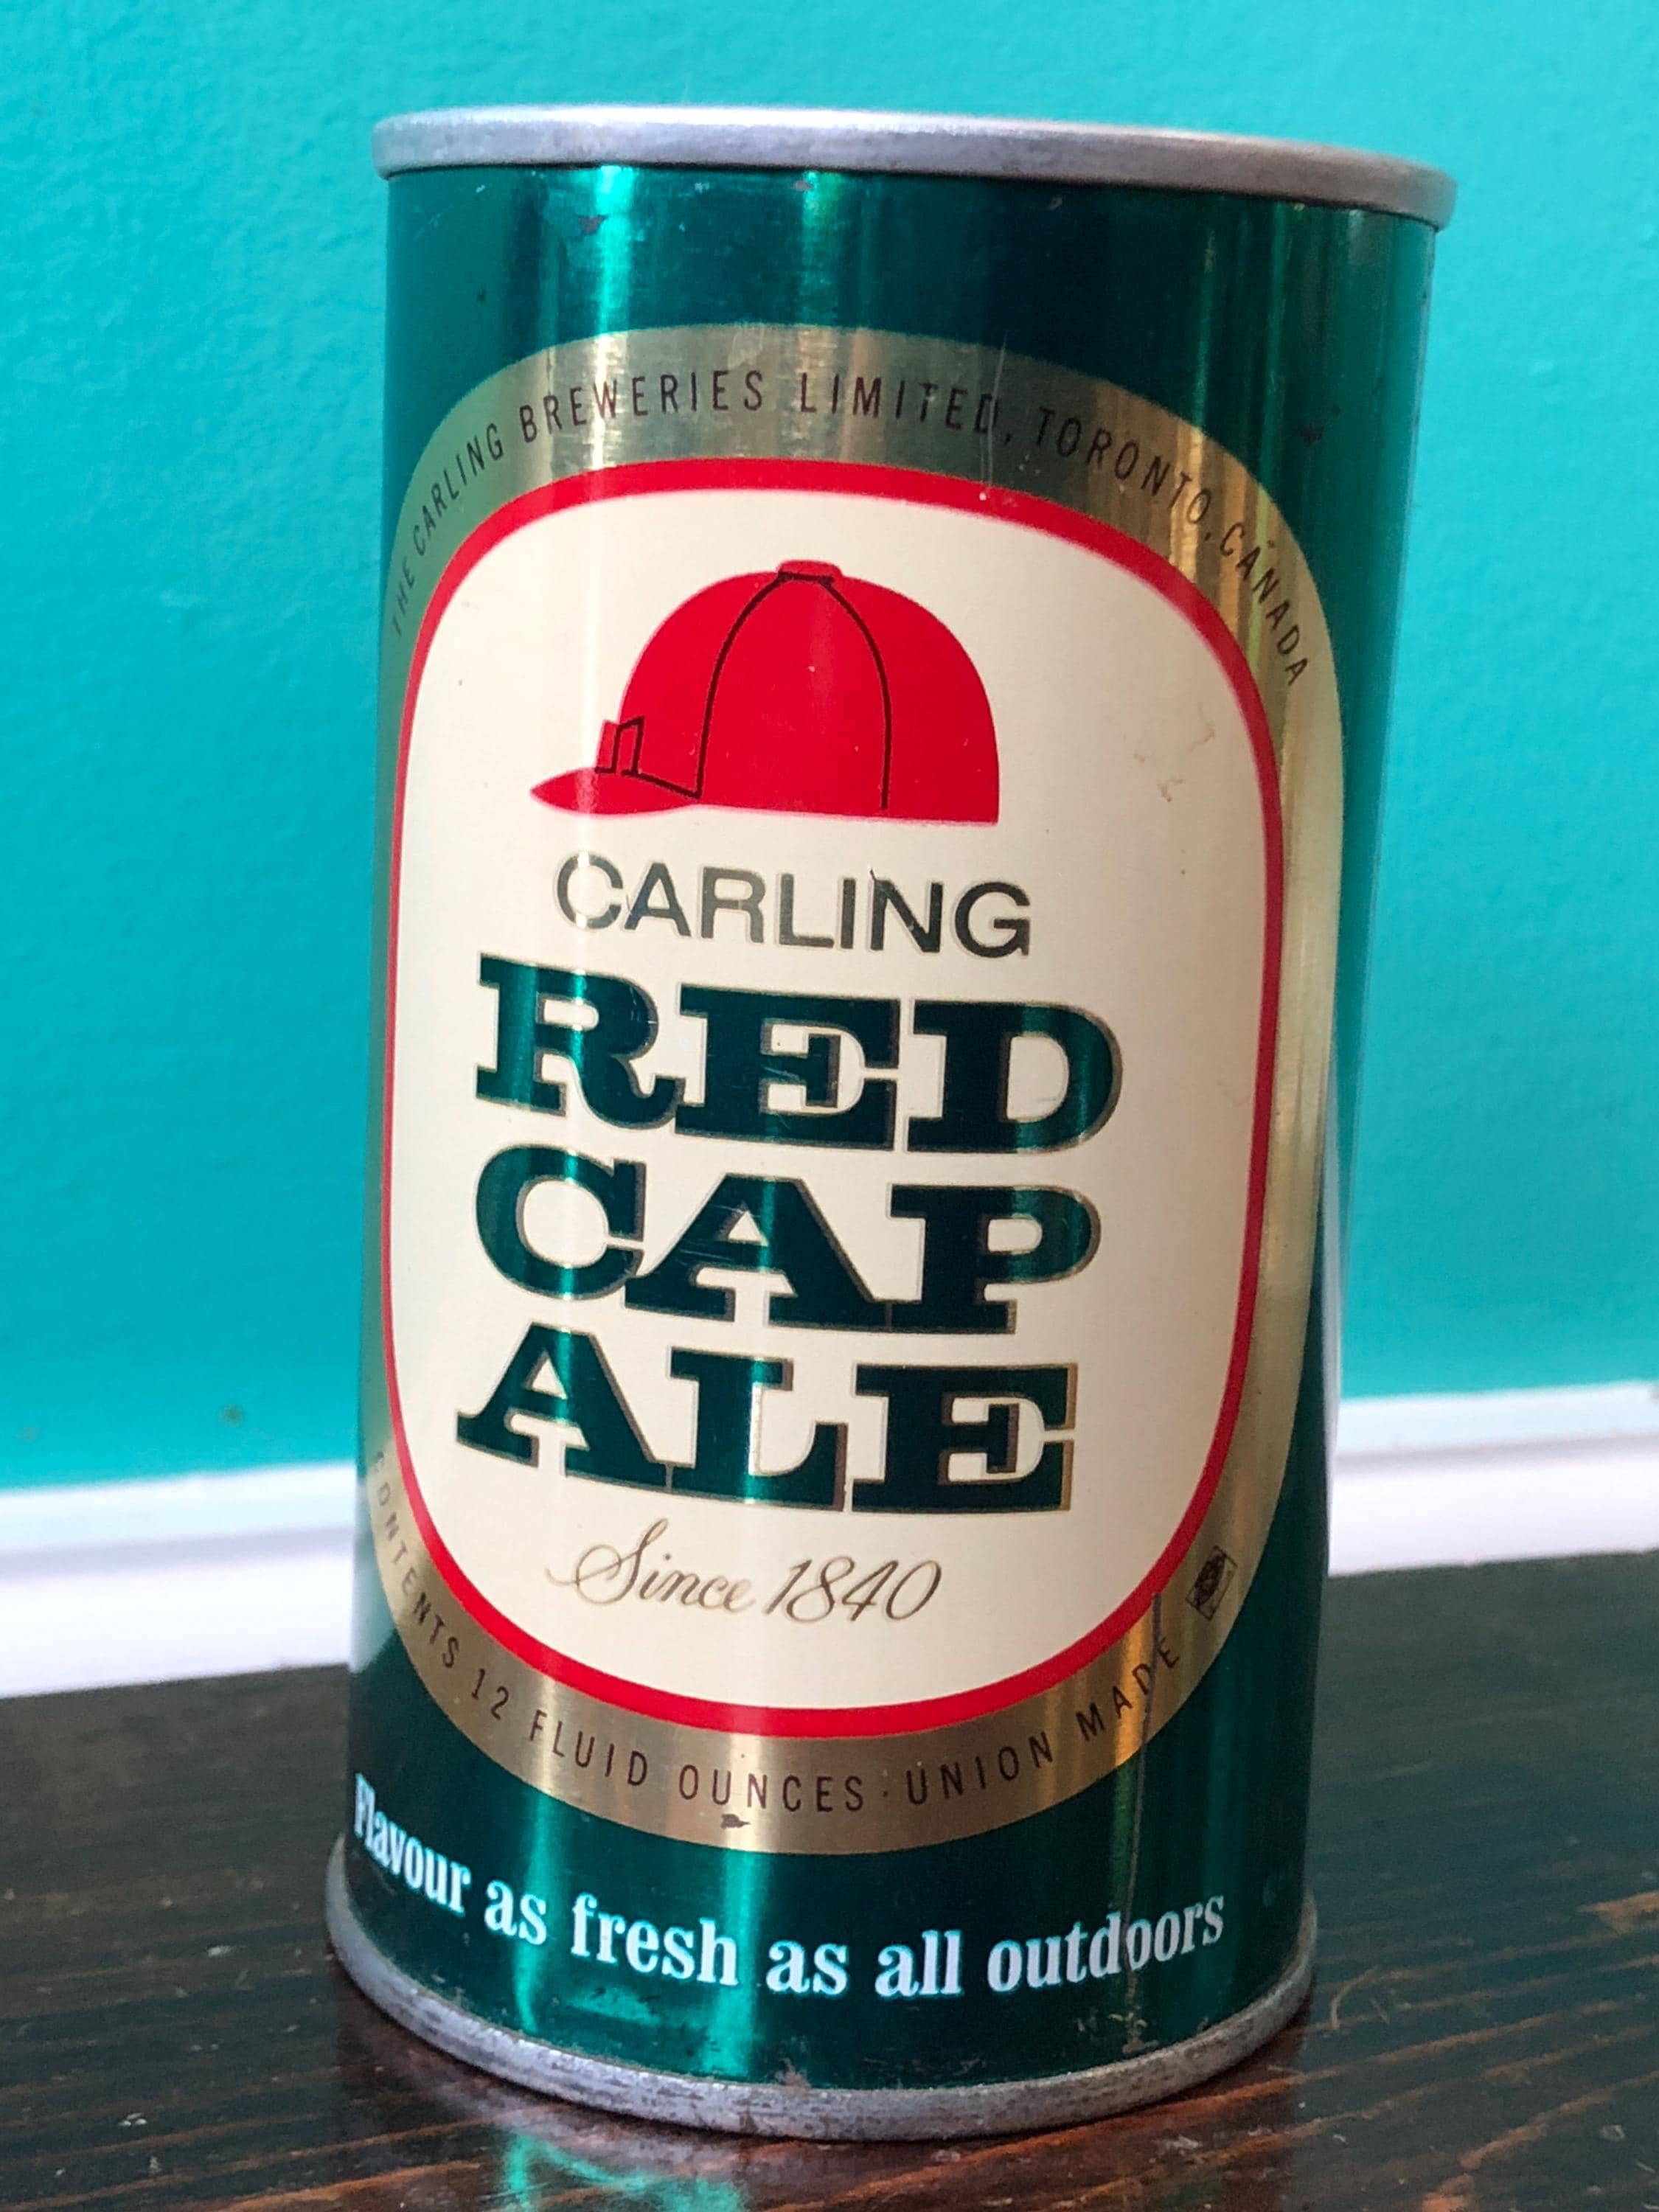 THE CARLING BREWERIES LIMITED, TORONTO, CANADA
CARLING
RED
CAP
ALE
Since 1840
CONTENTS 12 FLUID OUNCES · UNION MADE
Flavour as fresh as all outdoors